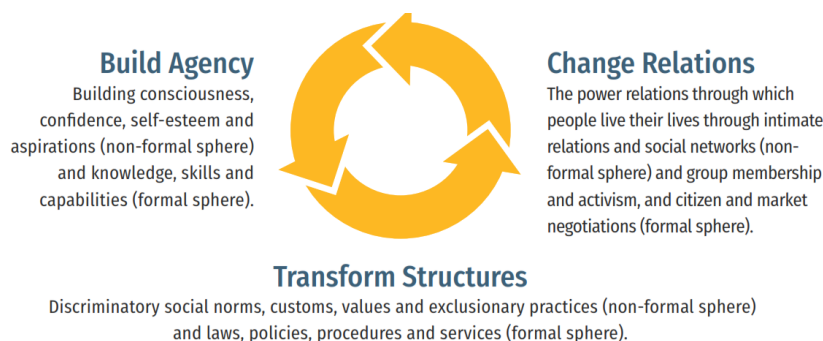 Build Agency
Building consciousness,
confidence, self-esteem and
aspirations (non-formal sphere)
and knowledge, skills and
capabilities (formal sphere).
Change Relations
The power relations through which
people live their lives through intimate
relations and social networks (non-
formal sphere) and group membership
and activism, and citizen and market
negotiations (formal sphere).
Transform Structures
Discriminatory social norms, customs, values and exclusionary practices (non-formal sphere)
and laws, policies, procedures and services (formal sphere).